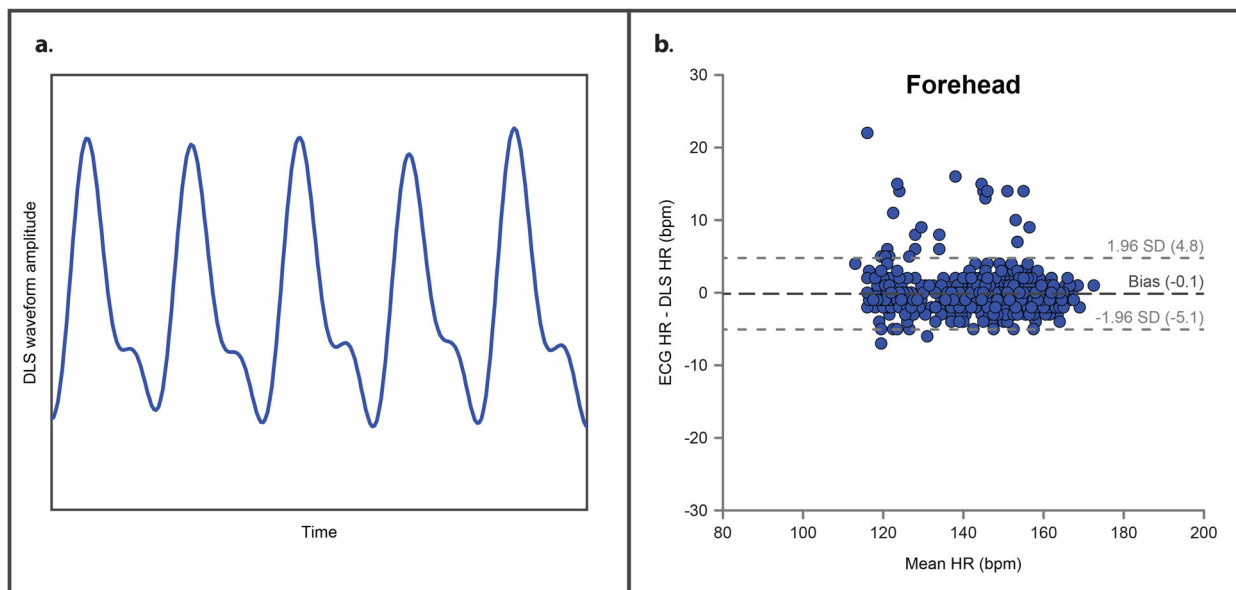 a.
DLS waveform amplitude
Time
b.
Forehead
ECG HR - DLS HR (bpm)
30
20
10
0
-10
-20
-30
1.96 SD (4.8)
Bias (-0.1)
-1.96 SD (-5.1)
80 100 120 140 160 180 200
Mean HR (bpm)